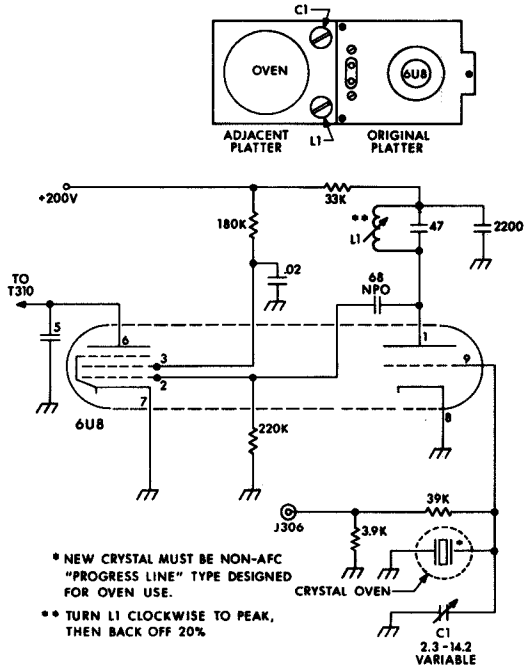 C1
OVEN
6U8
ADJACENT
PLATTER
L1
ORIGINAL
PLATTER
+200V
33K
180K
**
L1
47
2200
.02
68
NPO
TO
T310
5
6
3
2
7
1
9
8
6U8
220K
J306
39K
3.9K
*
CRYSTAL OVEN
C1
2.3 -14.2
VARIABLE
* NEW CRYSTAL MUST BE NON-AFC
"PROGRESS LINE" TYPE DESIGNED
FOR OVEN USE.
** TURN L1 CLOCKWISE TO PEAK,
THEN BACK OFF 20%